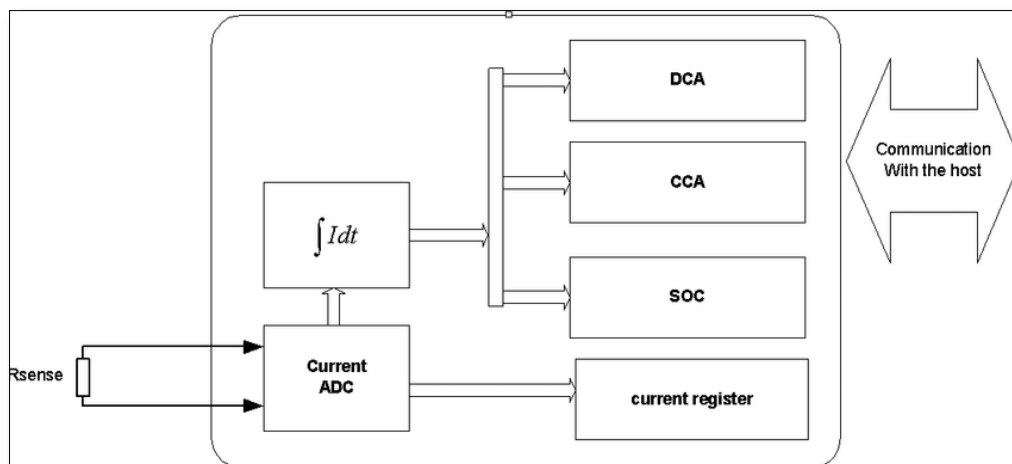 DCA
CCA
SOC
current register
∫Idt
Current
ADC
Rsense
Communication
With the host